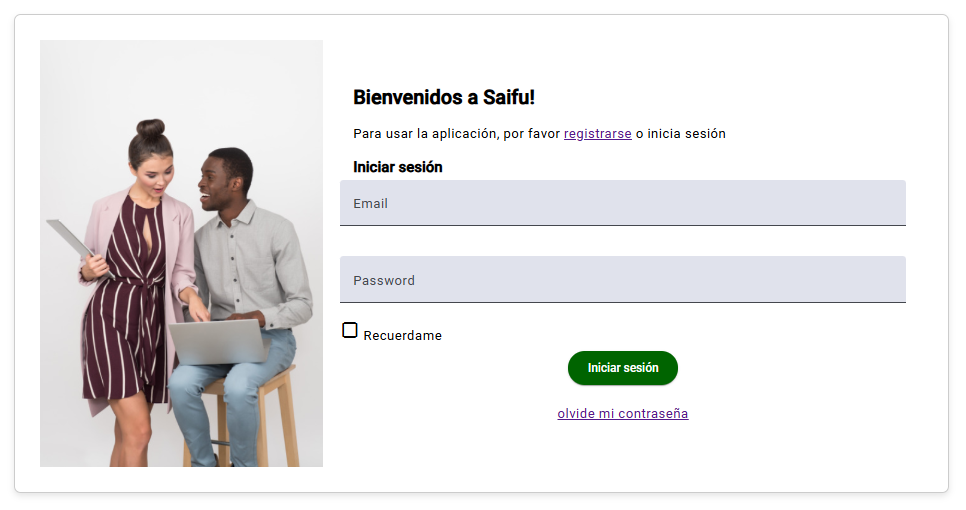 Bienvenidos a Saifu!
Para usar la aplicación, por favor registrarse o inicia sesión
Iniciar sesión
Email
Password
Recuerdame
Iniciar sesión
olvide mi contraseña